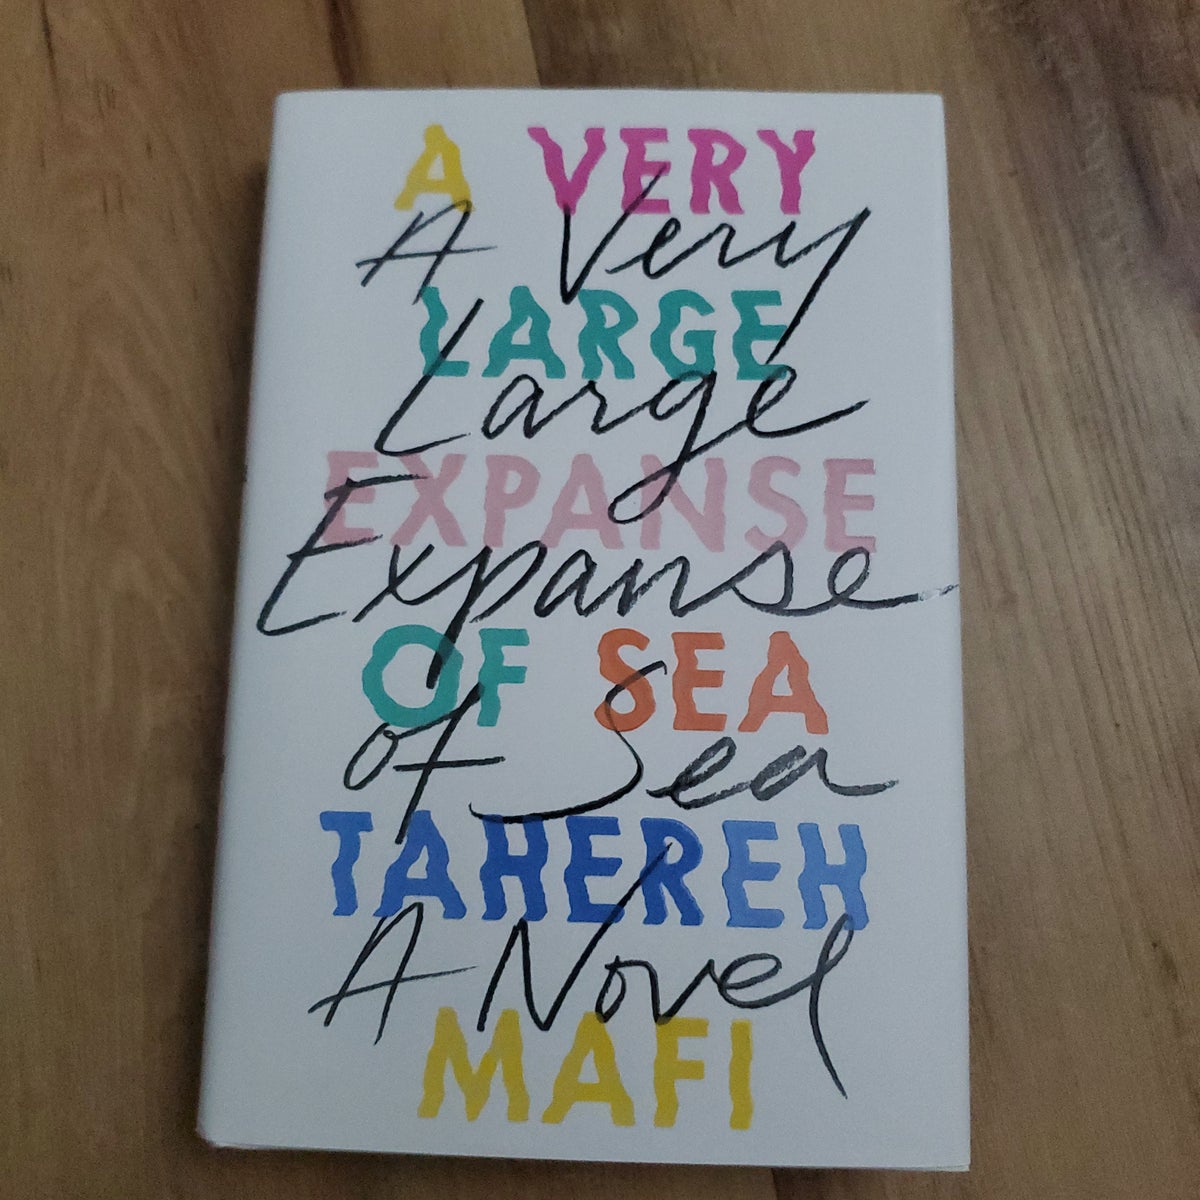 A VERY
A Very
LARGE
Large
EXPANSE
Expanse
OF SEA
of Sea
TAHEREH
A Novel
MAFI